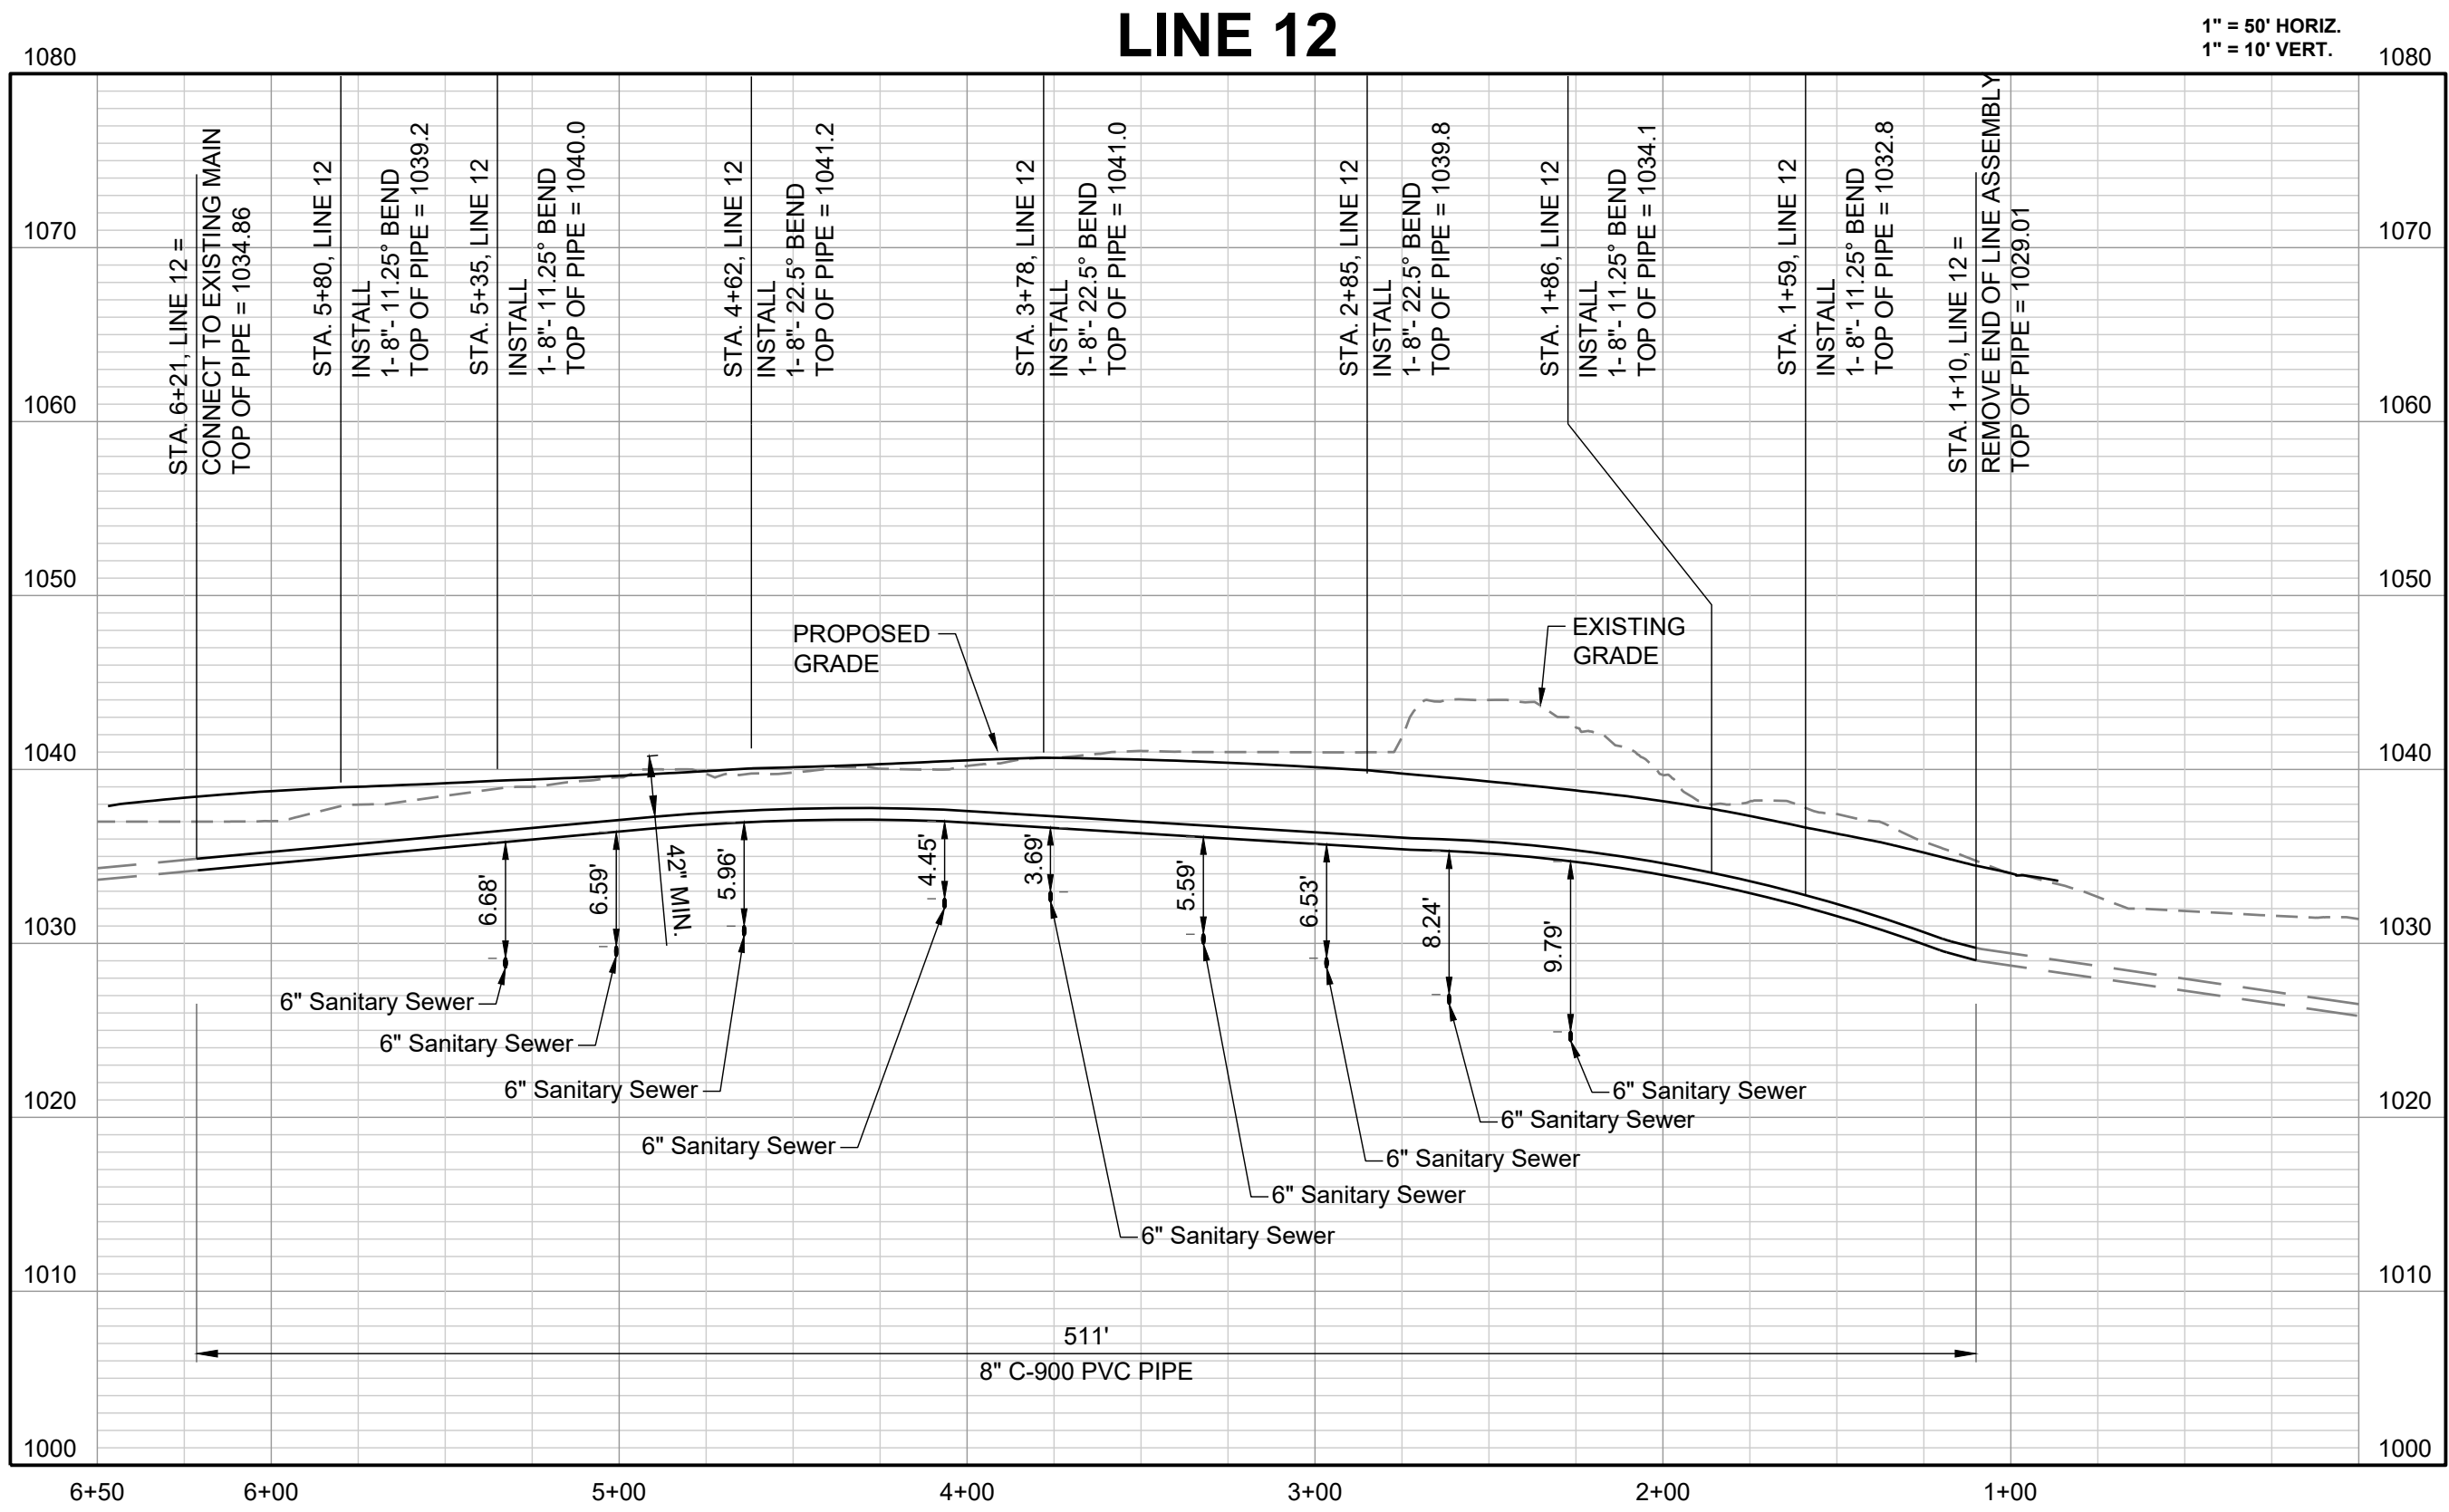 LINE 12
1" = 50' HORIZ.
1" = 10' VERT.
1080
1080
STA. 6+21, LINE 12 =
CONNECT TO EXISTING MAIN
TOP OF PIPE = 1034.86
STA. 5+80, LINE 12
INSTALL
1- 8"- 11.25° BEND
TOP OF PIPE = 1039.2
STA. 5+35, LINE 12
INSTALL
1- 8"- 11.25° BEND
TOP OF PIPE = 1040.0
STA. 4+62, LINE 12
INSTALL
1- 8"- 22.5° BEND
TOP OF PIPE = 1041.2
STA. 3+78, LINE 12
INSTALL
1- 8"- 22.5° BEND
TOP OF PIPE = 1041.0
STA. 2+85, LINE 12
INSTALL
1- 8"- 22.5° BEND
TOP OF PIPE = 1039.8
STA. 1+86, LINE 12
INSTALL
1- 8"- 11.25° BEND
TOP OF PIPE = 1034.1
STA. 1+59, LINE 12
INSTALL
1- 8"- 11.25° BEND
TOP OF PIPE = 1032.8
STA. 1+10, LINE 12 =
REMOVE END OF LINE ASSEMBLY
TOP OF PIPE = 1029.01
1070
1070
1060
1060
1050
1050
PROPOSED
GRADE
EXISTING
GRADE
1040
1040
6.68'
6.59'
42" MIN.
5.96'
4.45'
3.69'
5.59'
6.53'
8.24'
9.79'
1030
1030
6" Sanitary Sewer
6" Sanitary Sewer
6" Sanitary Sewer
6" Sanitary Sewer
6" Sanitary Sewer
6" Sanitary Sewer
6" Sanitary Sewer
6" Sanitary Sewer
6" Sanitary Sewer
1020
1020
1010
1010
511'
8" C-900 PVC PIPE
1000
1000
6+50
6+00
5+00
4+00
3+00
2+00
1+00